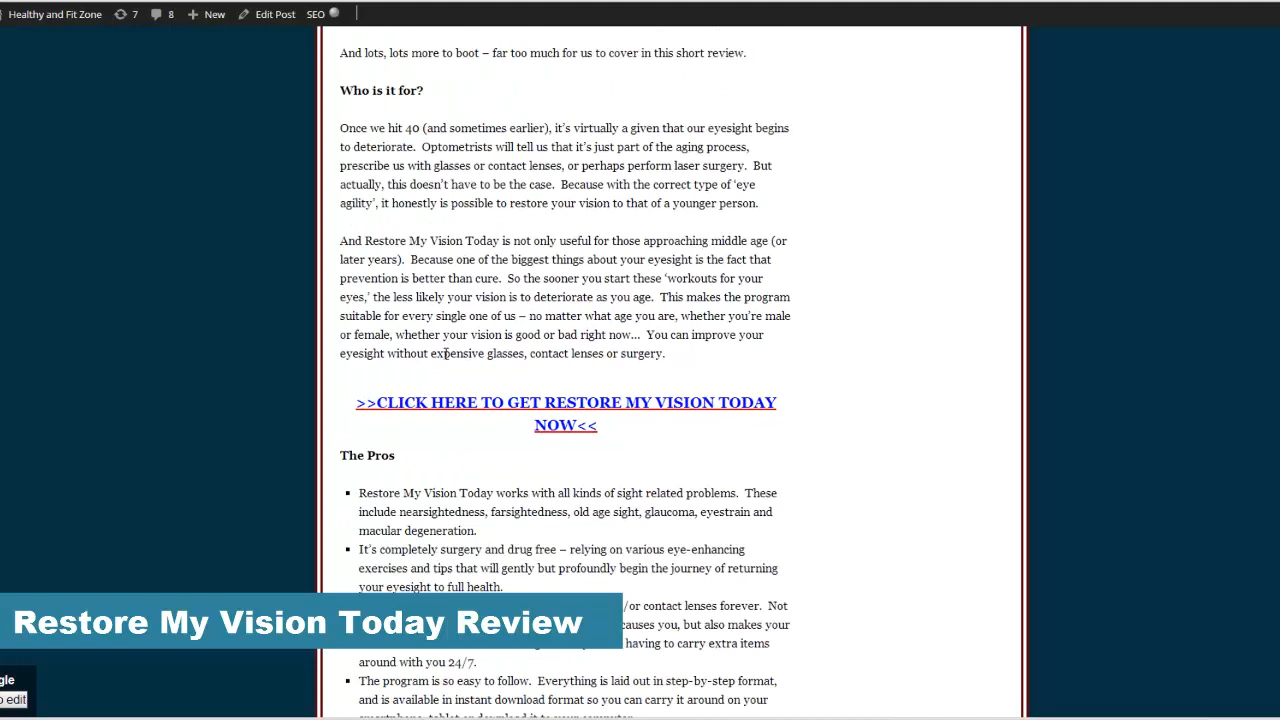 Healthy and Fit Zone 7 8 New Edit Post SEO
And lots, lots more to boot – far too much for us to cover in this short review.
Who is it for?
Once we hit 40 (and sometimes earlier), it's virtually a given that our eyesight begins
to deteriorate. Optometrists will tell us that it's just part of the aging process,
prescribe us with glasses or contact lenses, or perhaps perform laser surgery. But
actually, this doesn't have to be the case. Because with the correct type of 'eye
agility', it honestly is possible to restore your vision to that of a younger person.
And Restore My Vision Today is not only useful for those approaching middle age (or
later years). Because one of the biggest things about your eyesight is the fact that
prevention is better than cure. So the sooner you start these 'workouts for your
eyes,' the less likely your vision is to deteriorate as you age. This makes the program
suitable for every single one of us – no matter what age you are, whether you're male
or female, whether your vision is good or bad right now... You can improve your
eyesight without expensive glasses, contact lenses or surgery.
>>CLICK HERE TO GET RESTORE MY VISION TODAY
NOW<<
The Pros
▪ Restore My Vision Today works with all kinds of sight related problems. These
include nearsightedness, farsightedness, old age sight, glaucoma, eyestrain and
macular degeneration.
▪ It's completely surgery and drug free – relying on various eye-enhancing
exercises and tips that will gently but profoundly begin the journey of returning
your eyesight to full health.
/or contact lenses forever. Not
Restore My Vision Today Review
causes you, but also makes your
having to carry extra items
around with you 24/7.
gle
▪ The program is so easy to follow. Everything is laid out in step-by-step format,
o edit
and is available in instant download format so you can carry it around on your